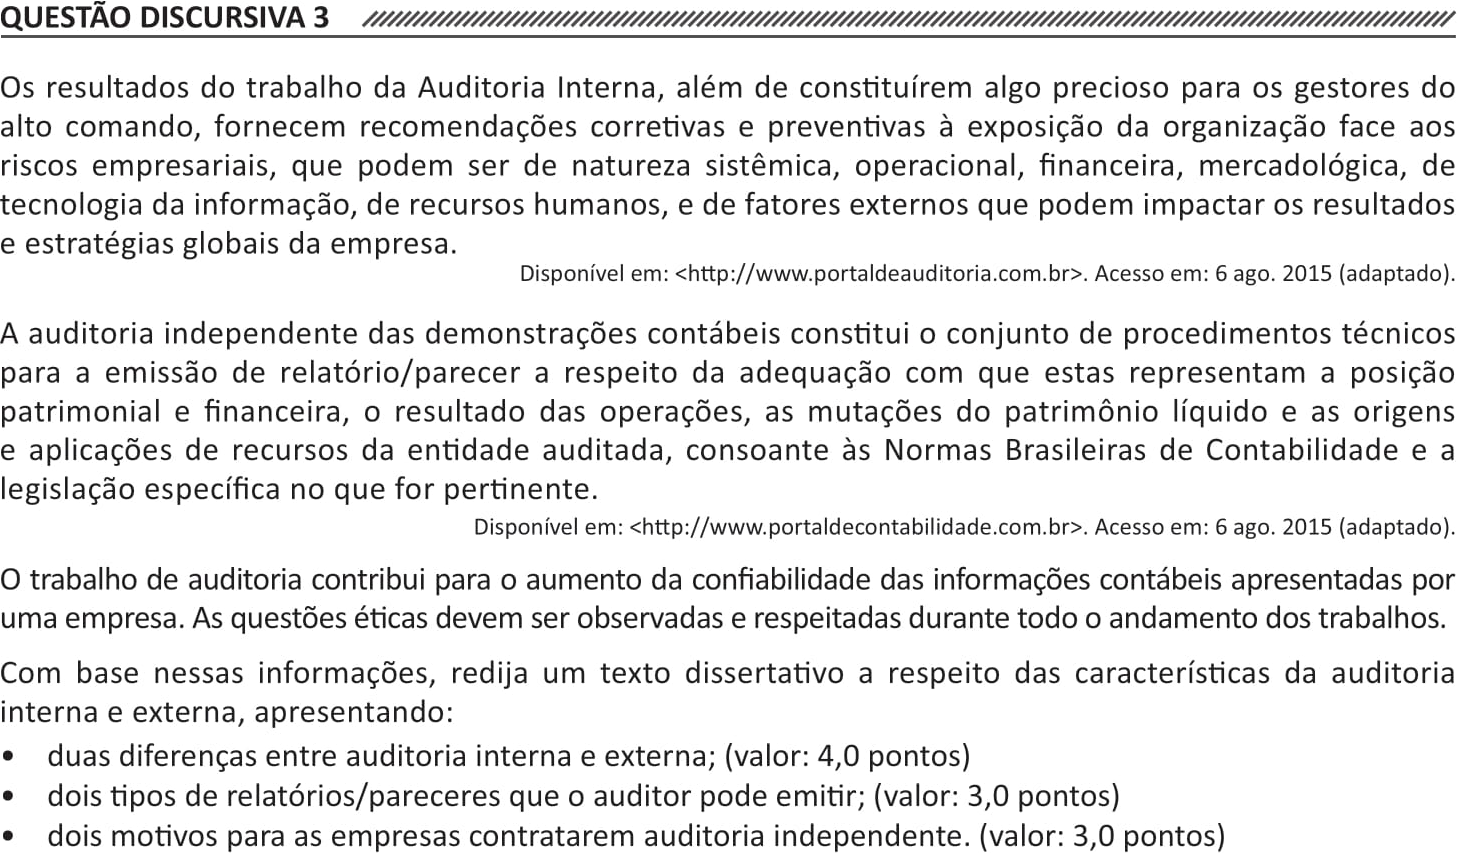 QUESTÃO DISCURSIVA 3
Os resultados do trabalho da Auditoria Interna, além de constituírem algo precioso para os gestores do
alto comando, fornecem recomendações corretivas e preventivas à exposição da organização face aos
riscos empresariais, que podem ser de natureza sistêmica, operacional, financeira, mercadológica, de
tecnologia da informação, de recursos humanos, e de fatores externos que podem impactar os resultados
e estratégias globais da empresa.
Disponível em: <http://www.portaldeauditoria.com.br>. Acesso em: 6 ago. 2015 (adaptado).
A auditoria independente das demonstrações contábeis constitui o conjunto de procedimentos técnicos
para a emissão de relatório/parecer a respeito da adequação com que estas representam a posição
patrimonial e financeira, o resultado das operações, as mutações do patrimônio líquido e as origens
e aplicações de recursos da entidade auditada, consoante às Normas Brasileiras de Contabilidade e a
legislação específica no que for pertinente.
Disponível em: <http://www.portaldecontabilidade.com.br>. Acesso em: 6 ago. 2015 (adaptado).
O trabalho de auditoria contribui para o aumento da confiabilidade das informações contábeis apresentadas por
uma empresa. As questões éticas devem ser observadas e respeitadas durante todo o andamento dos trabalhos.
Com base nessas informações, redija um texto dissertativo a respeito das características da auditoria
interna e externa, apresentando:
• duas diferenças entre auditoria interna e externa; (valor: 4,0 pontos)
• dois tipos de relatórios/pareceres que o auditor pode emitir; (valor: 3,0 pontos)
• dois motivos para as empresas contratarem auditoria independente. (valor: 3,0 pontos)